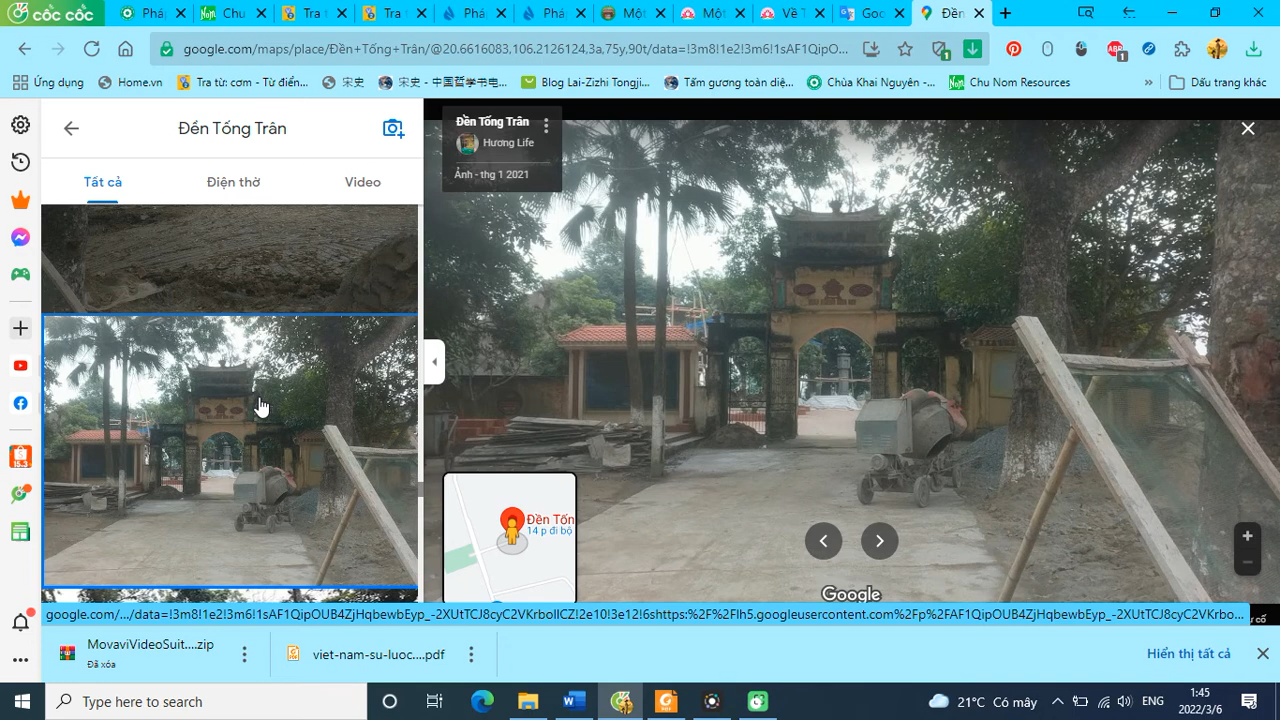 cốc cốc
Pháp
Chu
Tra t
Tra t
Phá
Pháp
Một
Một
Về T
Goo
Đền
google.com/maps/place/Đền+Tống+Trân/@20.6616083,106.2126124,3a,75y,90t/data=!3m8!1e2!3m6!1sAF1QipO...
Ứng dụng
Home.vn
Tra từ: cơm - Từ điển...
宋史
宋史 - 中國哲學书电...
Blog Lai-Zizhi Tongji...
Tấm gương toàn diệ...
Chùa Khai Nguyên -...
Chu Nom Resources
»
Dấu trang khác
Đền Tống Trân
Tất cả
Điện thờ
Video
Đền Tống Trân
Hương Life
Ảnh - thg 1 2021
Đền Tốn
14 p đi bộ
Google
google.com/.../data=!3m8!1e2!3m6!1sAF1QipOUB4ZjHqbewbEyp_-2XUtTCJ8cyC2VKrbolICZ!2e10!3e12!6shttps:%2F%2Flh5.googleusercontent.com%2Fp%2FAF1QipOUB4ZjHqbewbEyp_-2XUtTCJ8cyC2VKrbo...
MovaviVideoSuit....zip
Đã xóa
viet-nam-su-luoc....pdf
Hiển thị tất cả
Type here to search
21°C Có mây
ENG
1:45
2022/3/6